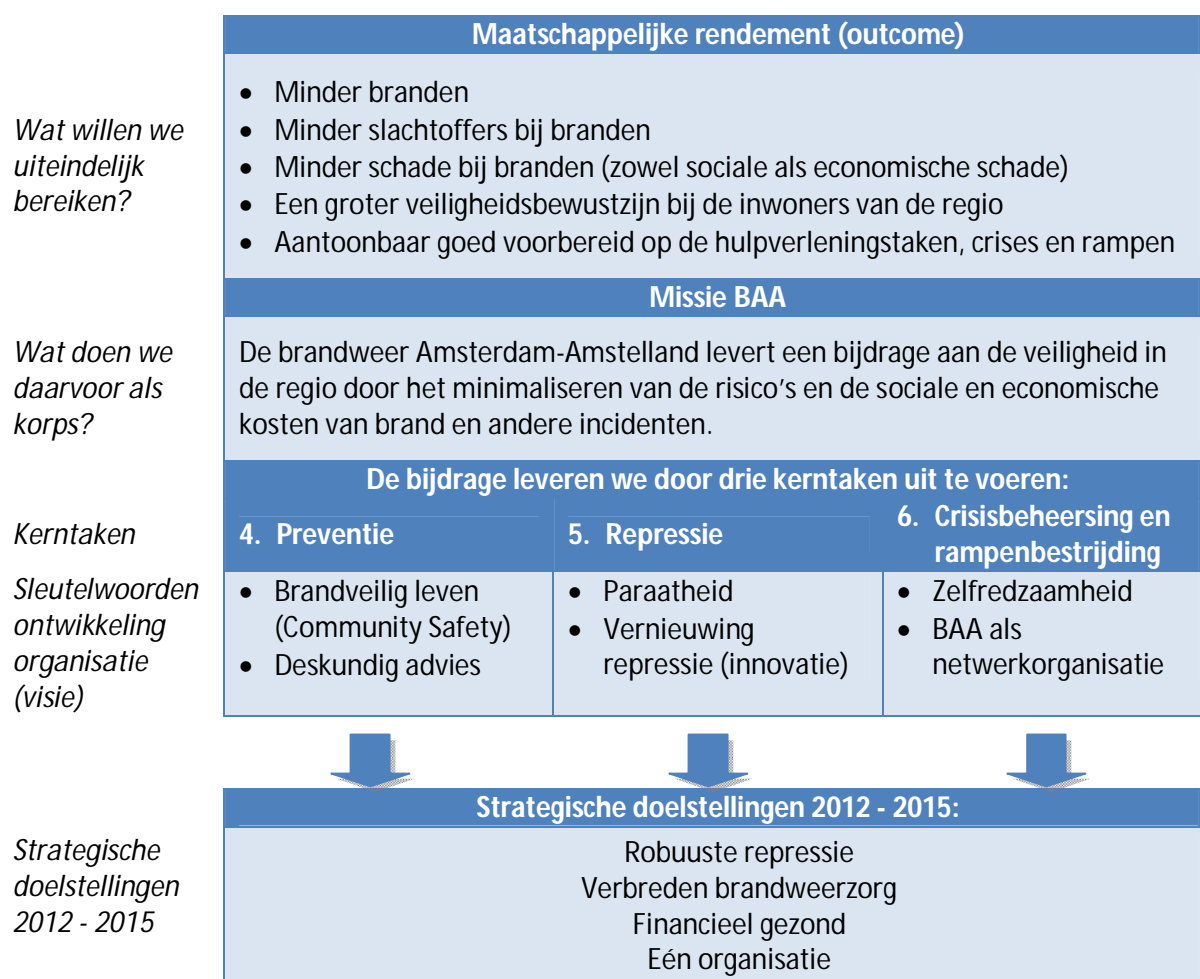 Maatschappelijke rendement (outcome)
Wat willen we
uiteindelijk
bereiken?
• Minder branden
• Minder slachtoffers bij branden
• Minder schade bij branden (zowel sociale als economische schade)
• Een groter veiligheidsbewustzijn bij de inwoners van de regio
• Aantoonbaar goed voorbereid op de hulpverleningstaken, crises en rampen
Missie BAA
Wat doen we
daarvoor als
korps?
De brandweer Amsterdam-Amstelland levert een bijdrage aan de veiligheid in
de regio door het minimaliseren van de risico's en de sociale en economische
kosten van brand en andere incidenten.
De bijdrage leveren we door drie kerntaken uit te voeren:
Kerntaken
4. Preventie
5. Repressie
6. Crisisbeheersing en
rampenbestrijding
Sleutelwoorden
ontwikkeling
organisatie
(visie)
• Brandveilig leven
(Community Safety)
• Deskundig advies
• Paraatheid
• Vernieuwing
repressie (innovatie)
• Zelfredzaamheid
• BAA als
netwerkorganisatie
Strategische doelstellingen 2012 - 2015:
Strategische
doelstellingen
2012 - 2015
Robuuste repressie
Verbreden brandweerzorg
Financieel gezond
Eén organisatie